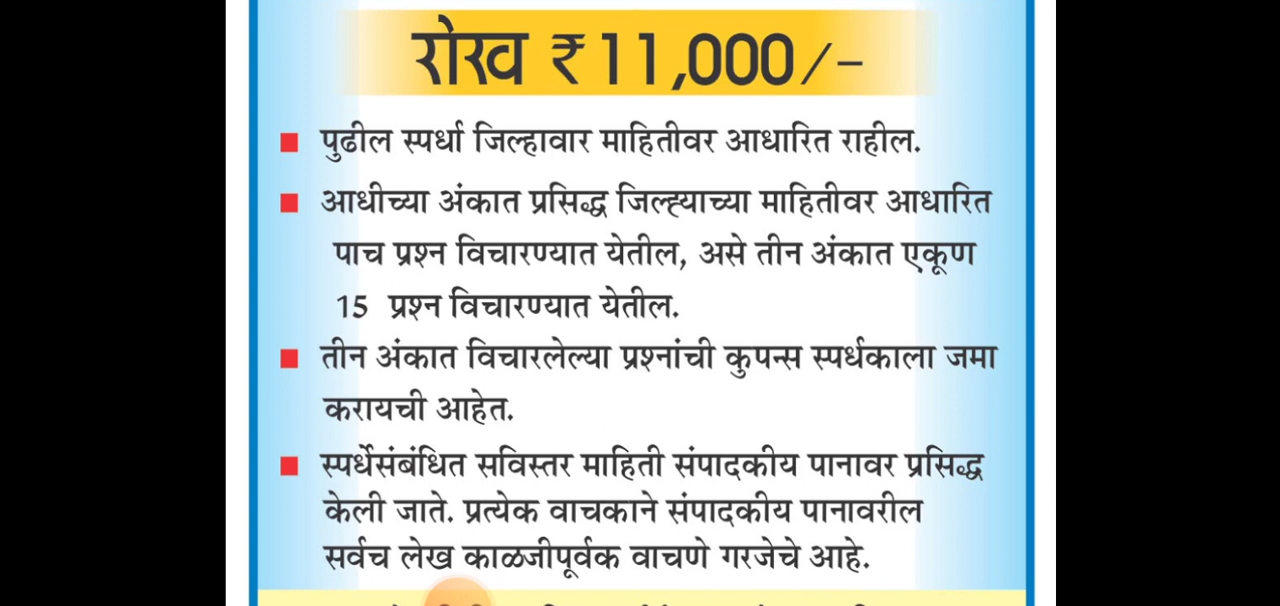 रोख ₹ 11,000/-
पुढील स्पर्धा जिल्हावार माहितीवर आधारित राहील.
आधीच्या अंकात प्रसिद्ध जिल्ह्याच्या माहितीवर आधारित
पाच प्रश्न विचारण्यात येतील, असे तीन अंकात एकूण
15 प्रश्न विचारण्यात येतील.
तीन अंकात विचारलेल्या प्रश्नांची कुपन्स स्पर्धकाला जमा
करायची आहेत.
स्पर्धेसंबंधित सविस्तर माहिती संपादकीय पानावर प्रसिद्ध
केली जाते. प्रत्येक वाचकाने संपादकीय पानावरील
सर्वच लेख काळजीपूर्वक वाचणे गरजेचे आहे.